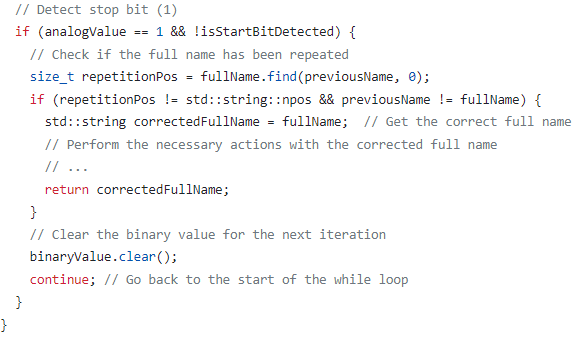 // Detect stop bit (1)
if (analogValue == 1 && !isStartBitDetected) {
// Check if the full name has been repeated
size_t repetitionPos = fullName.find(previousName, 0);
if (repetitionPos != std::string::npos && previousName != fullName) {
std::string correctedFullName = fullName;  // Get the correct full name
// Perform the necessary actions with the corrected full name
// ...
return correctedFullName;
}
// Clear the binary value for the next iteration
binaryValue.clear();
continue; // Go back to the start of the while loop
}
}